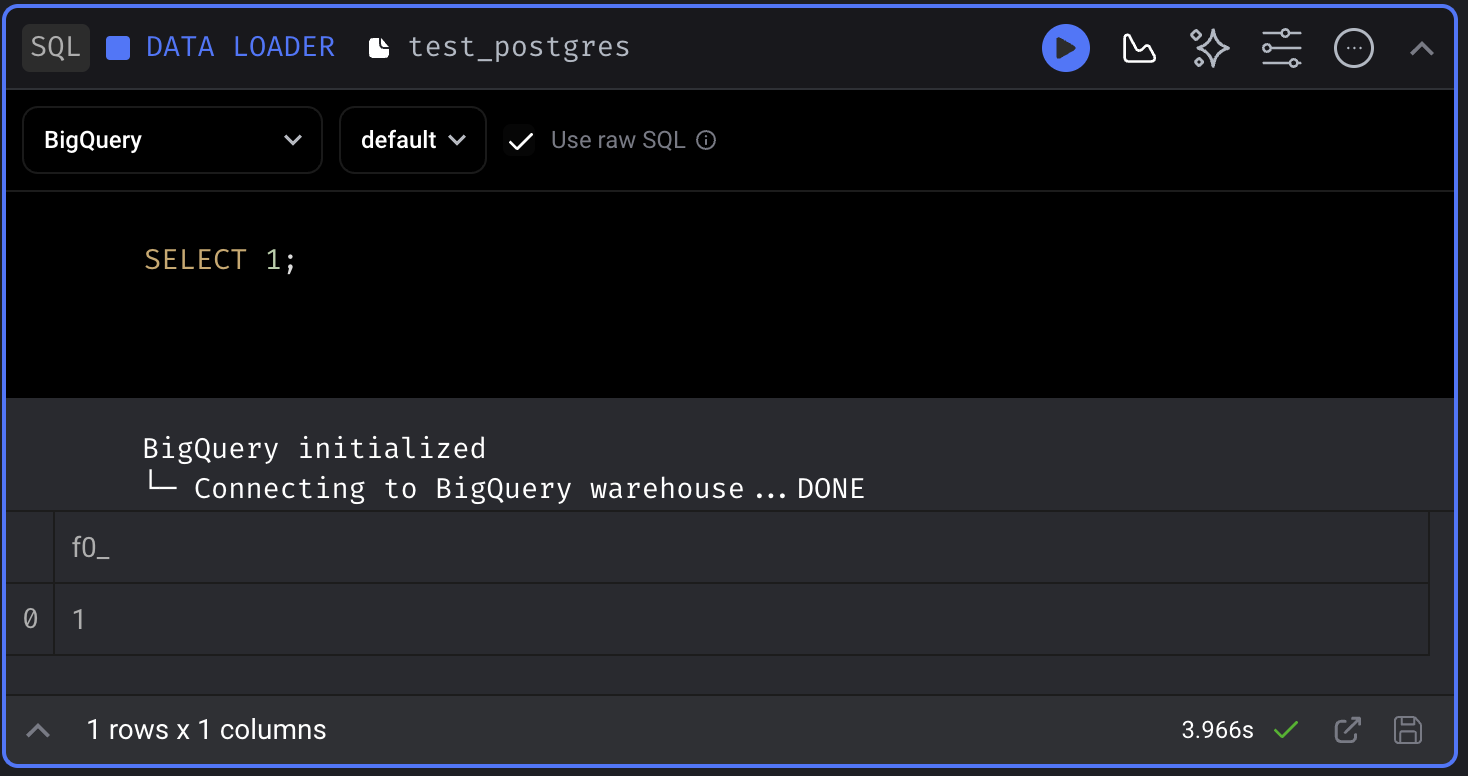 SQL DATA LOADER test_postgres
BigQuery default Use raw SQL
SELECT 1;
BigQuery initialized
└─ Connecting to BigQuery warehouse...DONE
f0_
0 1
1 rows x 1 columns 3.966s